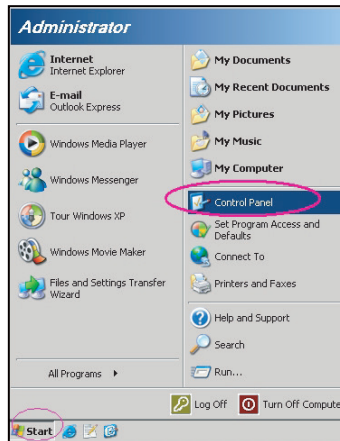 Administrator
Internet
Internet Explorer
E-mail
Outlook Express
Windows Media Player
Windows Messenger
Tour Windows XP
Windows Movie Maker
Files and Settings Transfer
Wizard
All Programs
My Documents
My Recent Documents
My Pictures
My Music
My Computer
Control Panel
Set Program Access and
Defaults
Connect To
Printers and Faxes
Help and Support
Search
Run...
Log Off
Turn Off Compute
Start